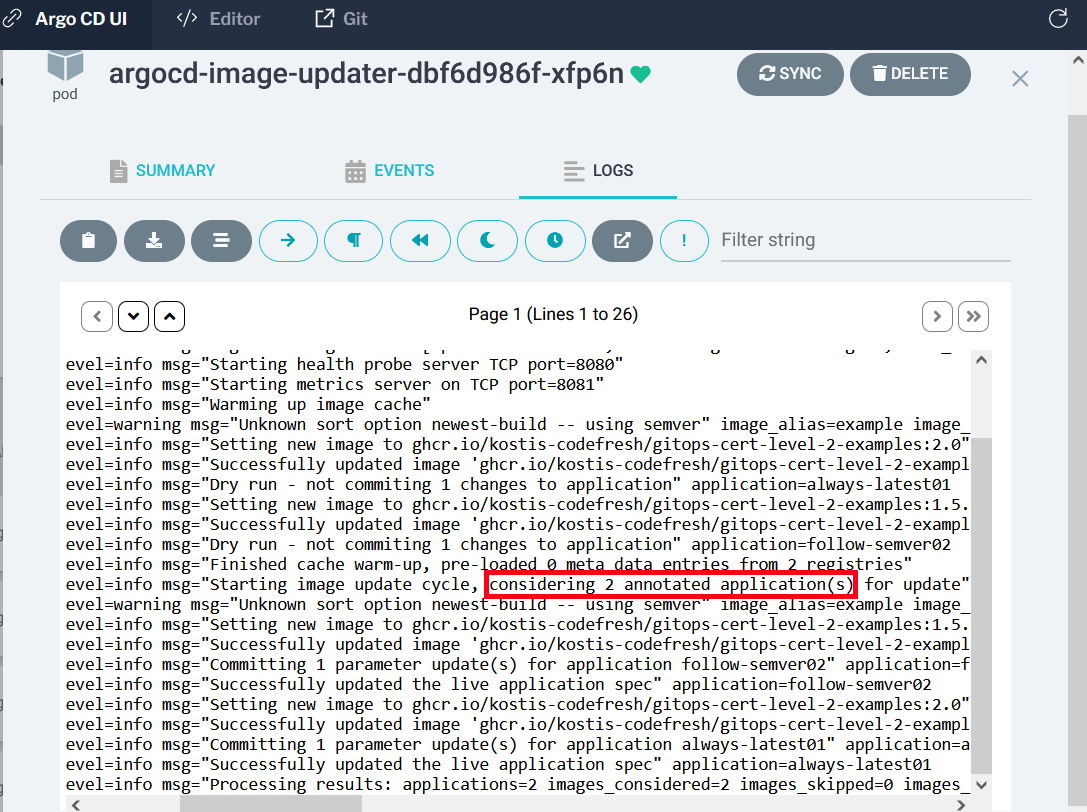 Argo CD UI
</> Editor
Git
pod
argocd-image-updater-dbf6d986f-xfp6n
SYNC
DELETE
SUMMARY
EVENTS
LOGS
Filter string
Page 1 (Lines 1 to 26)
evel=info msg="Starting health probe server TCP port=8080"
evel=info msg="Starting metrics server on TCP port=8081"
evel=info msg="Warming up image cache"
evel=warning msg="Unknown sort option newest-build -- using semver" image_alias=example image_
evel=info msg="Setting new image to ghcr.io/kostis-codefresh/gitops-cert-level-2-examples:2.0"
evel=info msg="Successfully updated image 'ghcr.io/kostis-codefresh/gitops-cert-level-2-exampl
evel=info msg="Dry run - not commiting 1 changes to application" application=always-latest01
evel=info msg="Setting new image to ghcr.io/kostis-codefresh/gitops-cert-level-2-examples:1.5.
evel=info msg="Successfully updated image 'ghcr.io/kostis-codefresh/gitops-cert-level-2-exampl
evel=info msg="Dry run - not commiting 1 changes to application" application=follow-semver02
evel=info msg="Finished cache warm-up, pre-loaded 0 meta data entries from 2 registries"
evel=info msg="Starting image update cycle, considering 2 annotated application(s) for update"
evel=warning msg="Unknown sort option newest-build -- using semver" image_alias=example image_
evel=info msg="Setting new image to ghcr.io/kostis-codefresh/gitops-cert-level-2-examples:1.5.
evel=info msg="Successfully updated image 'ghcr.io/kostis-codefresh/gitops-cert-level-2-exampl
evel=info msg="Committing 1 parameter update(s) for application follow-semver02" application=f
evel=info msg="Successfully updated the live application spec" application=follow-semver02
evel=info msg="Setting new image to ghcr.io/kostis-codefresh/gitops-cert-level-2-examples:2.0"
evel=info msg="Successfully updated image 'ghcr.io/kostis-codefresh/gitops-cert-level-2-exampl
evel=info msg="Committing 1 parameter update(s) for application always-latest01" application=a
evel=info msg="Successfully updated the live application spec" application=always-latest01
evel=info msg="Processing results: applications=2 images_considered=2 images_skipped=0 images_